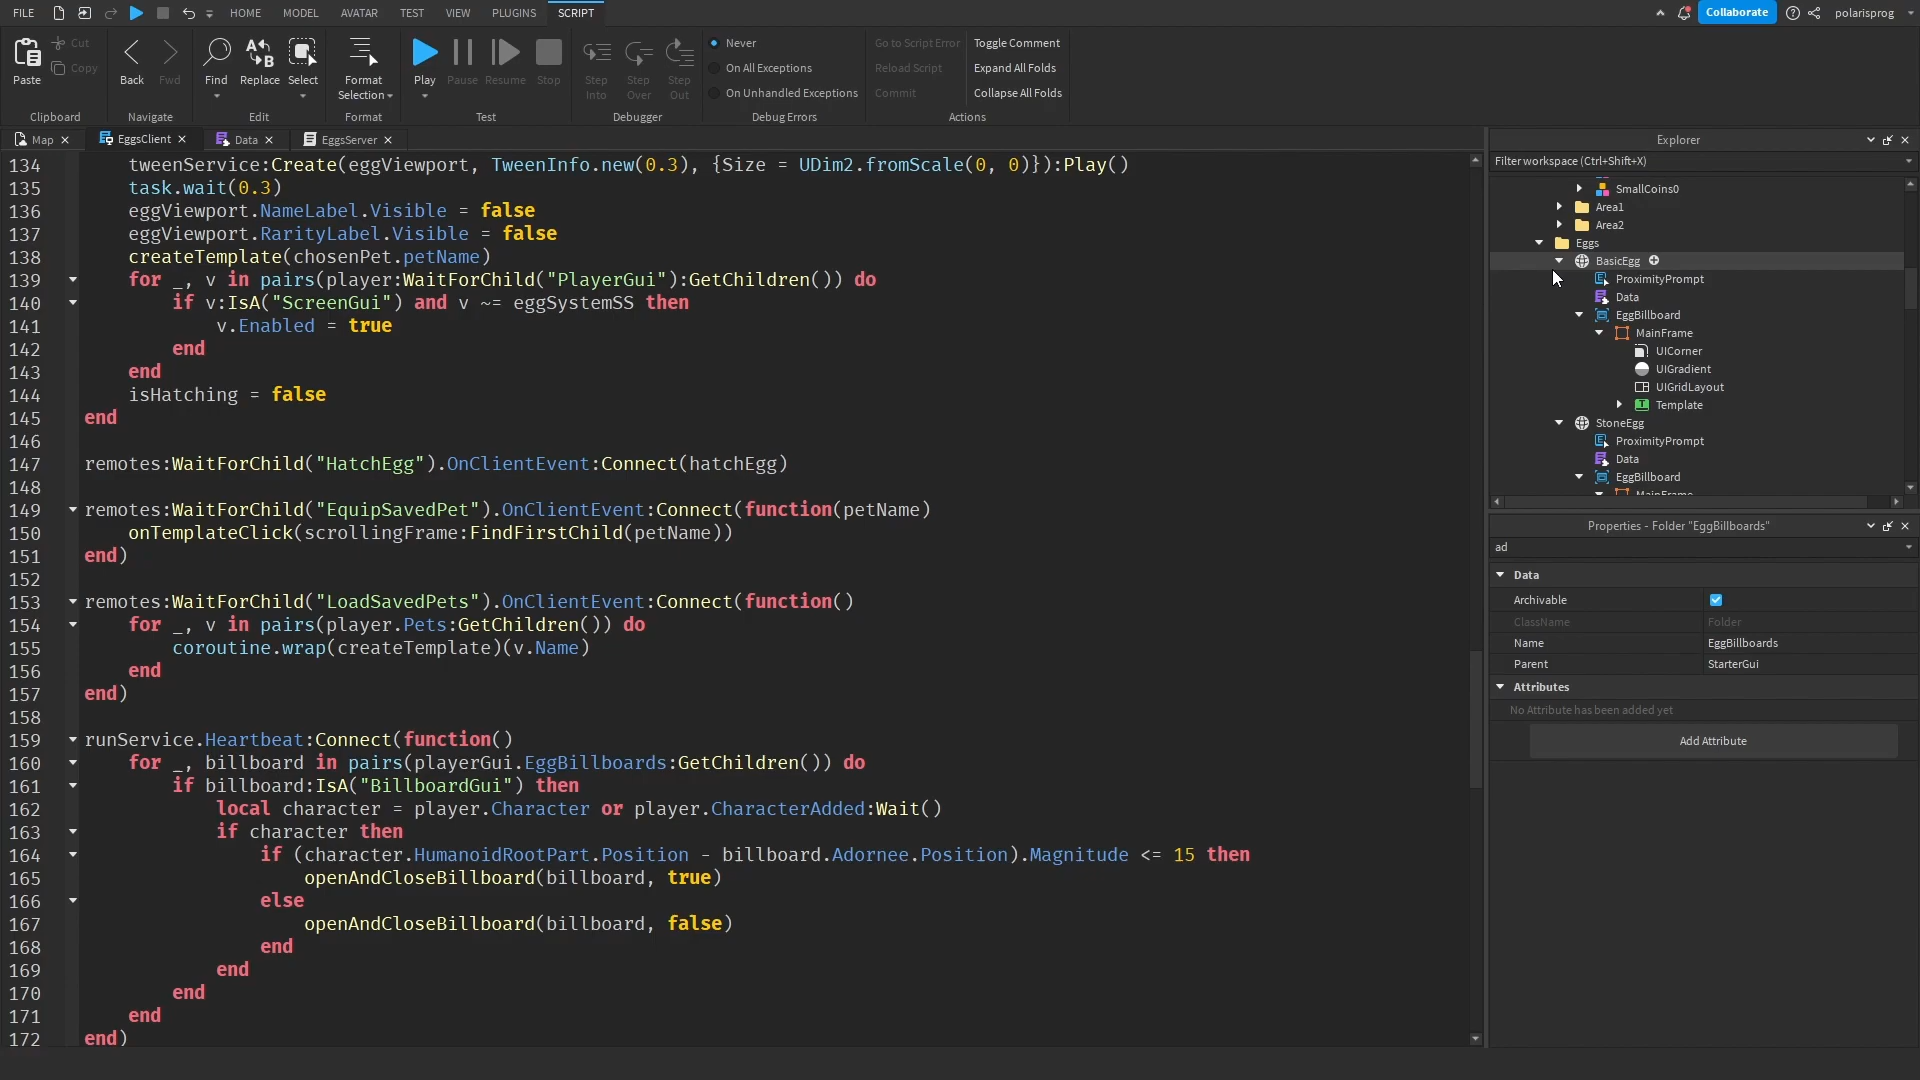 FILE HOME MODEL AVATAR TEST VIEW PLUGINS SCRIPT Collaborate polarisprog
Paste Cut Copy Back Fwd Find Replace Select Format Selection Play Pause Resume Stop Step Into Step Over Step Out
Never
On All Exceptions
On Unhandled Exceptions
Go to Script Error
Reload Script
Commit
Toggle Comment
Expand All Folds
Collapse All Folds
Clipboard Navigate Edit Format Test Debugger Debug Errors Actions
Map EggsClient Data EggsServer
134 tweenService:Create(eggViewport, TweenInfo.new(0.3), {Size = UDim2.fromScale(0, 0)}):Play()
135 task.wait(0.3)
136 eggViewport.NameLabel.Visible = false
137 eggViewport.RarityLabel.Visible = false
138 createTemplate(chosenPet.petName)
139 for _, v in pairs(player:WaitForChild("PlayerGui"):GetChildren()) do
140 if v:IsA("ScreenGui") and v ~= eggSystemSS then
141 v.Enabled = true
142 end
143 end
144 isHatching = false
145 end
146
147 remotes:WaitForChild("HatchEgg").OnClientEvent:Connect(hatchEgg)
148
149 remotes:WaitForChild("EquipSavedPet").OnClientEvent:Connect(function(petName)
150 onTemplateClick(scrollingFrame:FindFirstChild(petName))
151 end)
152
153 remotes:WaitForChild("LoadSavedPets").OnClientEvent:Connect(function()
154 for _, v in pairs(player.Pets:GetChildren()) do
155 coroutine.wrap(createTemplate)(v.Name)
156 end
157 end)
158
159 runService.Heartbeat:Connect(function()
160 for _, billboard in pairs(playerGui.EggBillboards:GetChildren()) do
161 if billboard:IsA("BillboardGui") then
162 local character = player.Character or player.CharacterAdded:Wait()
163 if character then
164 if (character.HumanoidRootPart.Position - billboard.Adornee.Position).Magnitude <= 15 then
165 openAndCloseBillboard(billboard, true)
166 else
167 openAndCloseBillboard(billboard, false)
168 end
169 end
170 end
171 end
172 end)
Explorer
Filter workspace (Ctrl+Shift+X)
SmallCoins0
Area1
Area2
Eggs
BasicEgg
ProximityPrompt
Data
EggBillboard
MainFrame
UICorner
UIGradient
UIGridLayout
Template
StoneEgg
ProximityPrompt
Data
EggBillboard
MainFrame
Properties - Folder "EggBillboards"
ad
Data
Archivable
ClassName Folder
Name EggBillboards
Parent StarterGui
Attributes
No Attribute has been added yet
Add Attribute